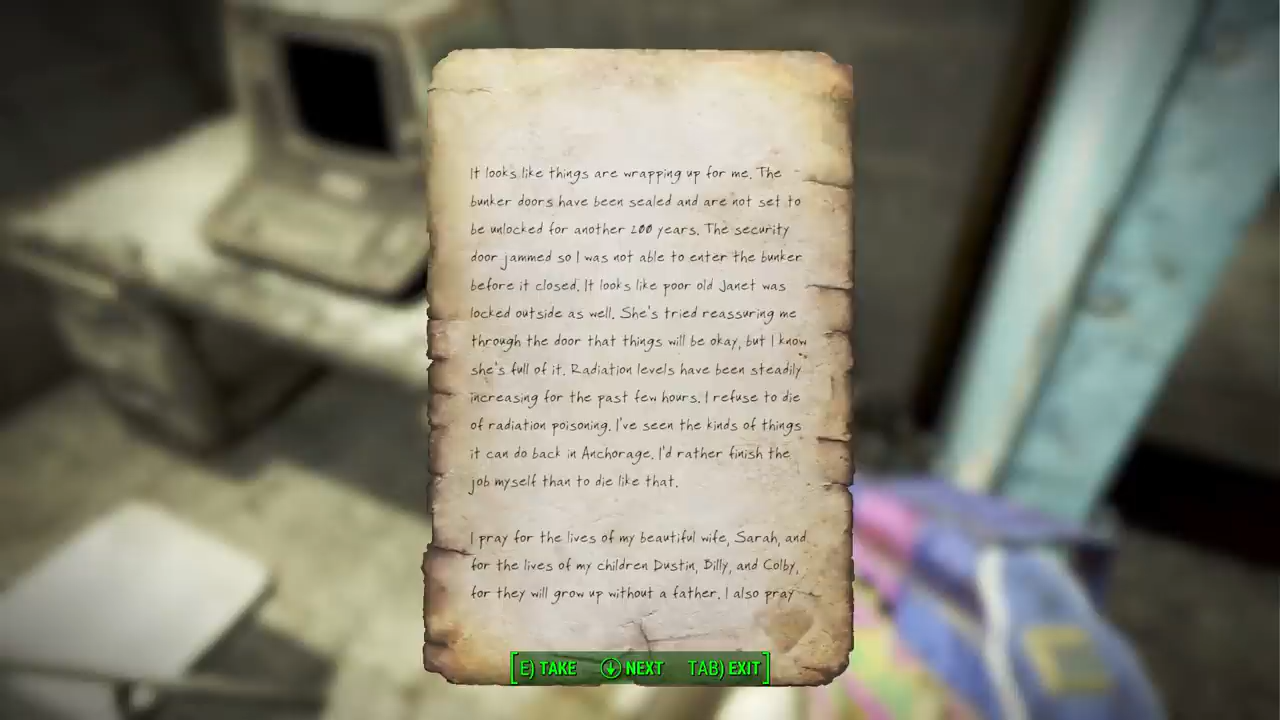 It looks like things are wrapping up for me. The
bunker doors have been sealed and are not set to
be unlocked for another 200 years. The security
door jammed so I was not able to enter the bunker
before it closed. It looks like poor old Janet was
locked outside as well. She's tried reassuring me
through the door that things will be okay, but I know
she's full of it. Radiation levels have been steadily
increasing for the past few hours. I refuse to die
of radiation poisoning. I've seen the kinds of things
it can do back in Anchorage. I'd rather finish the
job myself than to die like that.
I pray for the lives of my beautiful wife, Sarah, and
for the lives of my children Dustin, Billy, and Colby,
for they will grow up without a father. I also pray
E) TAKE NEXT TAB) EXIT